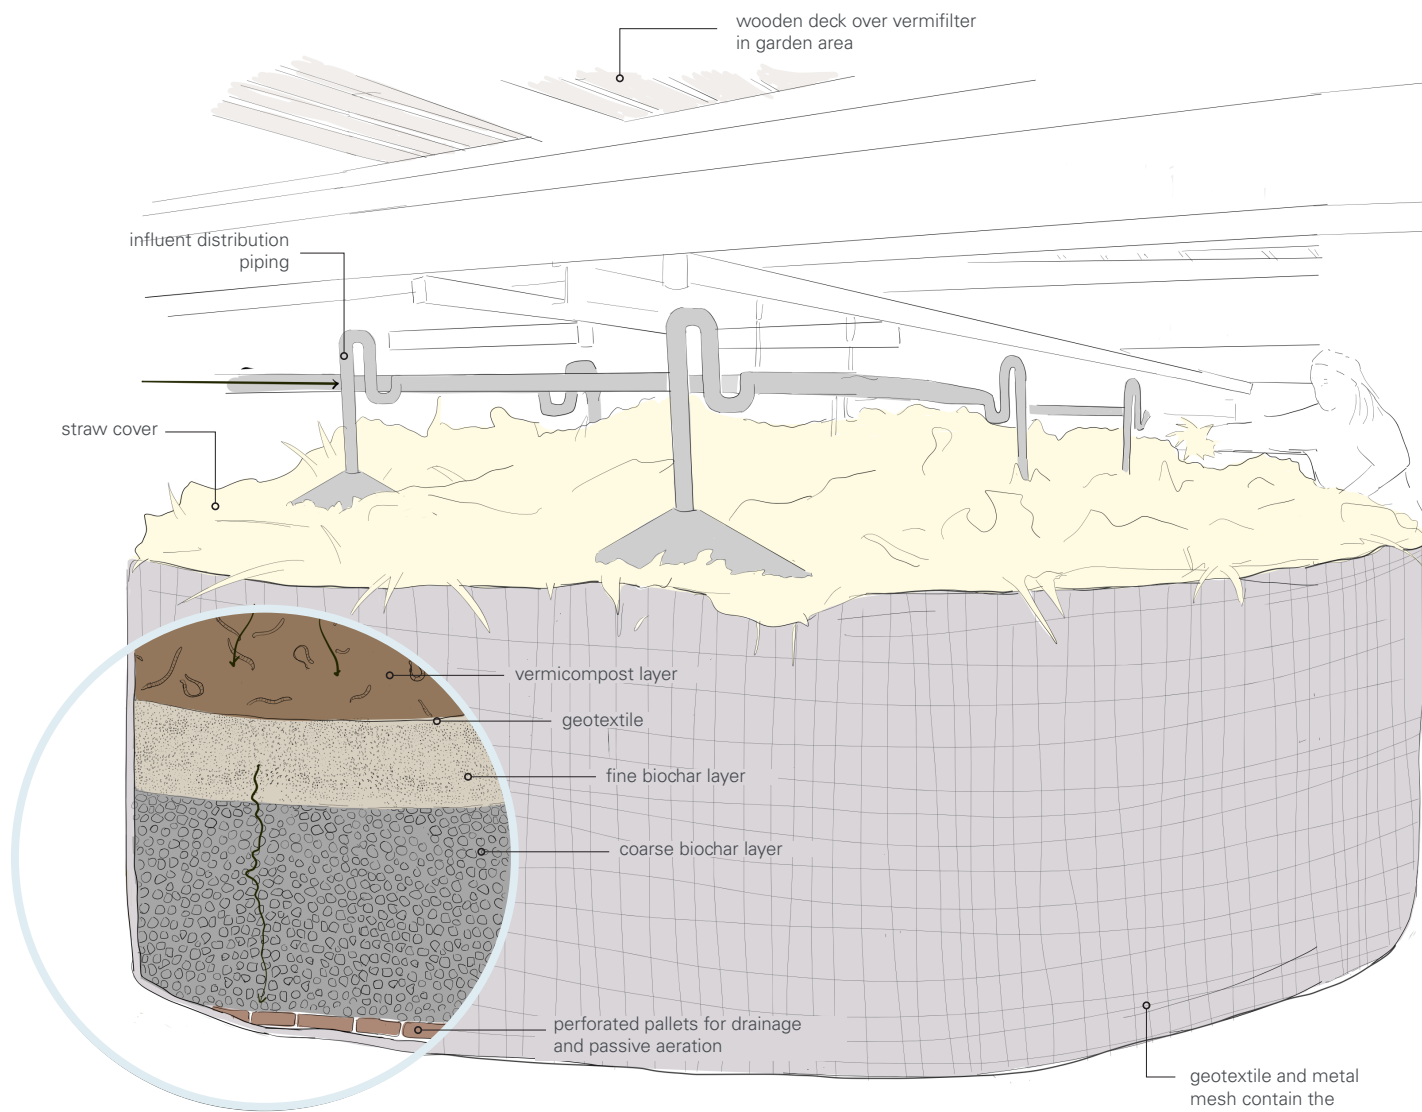 wooden deck over vermifilter
in garden area
influent distribution
piping
straw cover
vermicompost layer
geotextile
fine biochar layer
coarse biochar layer
perforated pallets for drainage
and passive aeration
geotextile and metal
mesh contain the